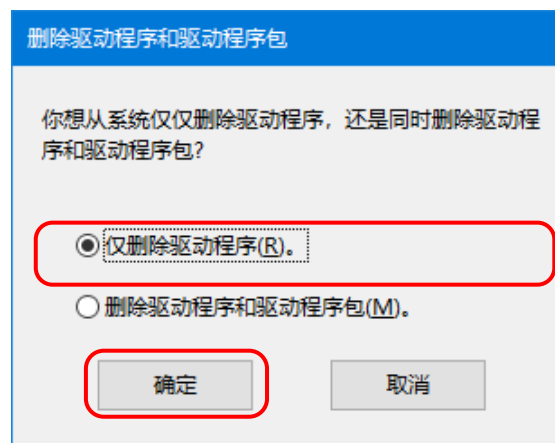 删除驱动程序和驱动程序包
你想从系统仅仅删除驱动程序，还是同时删除驱动程
序和驱动程序包?
仅删除驱动程序(R)。
删除驱动程序和驱动程序包(M)。
确定
取消